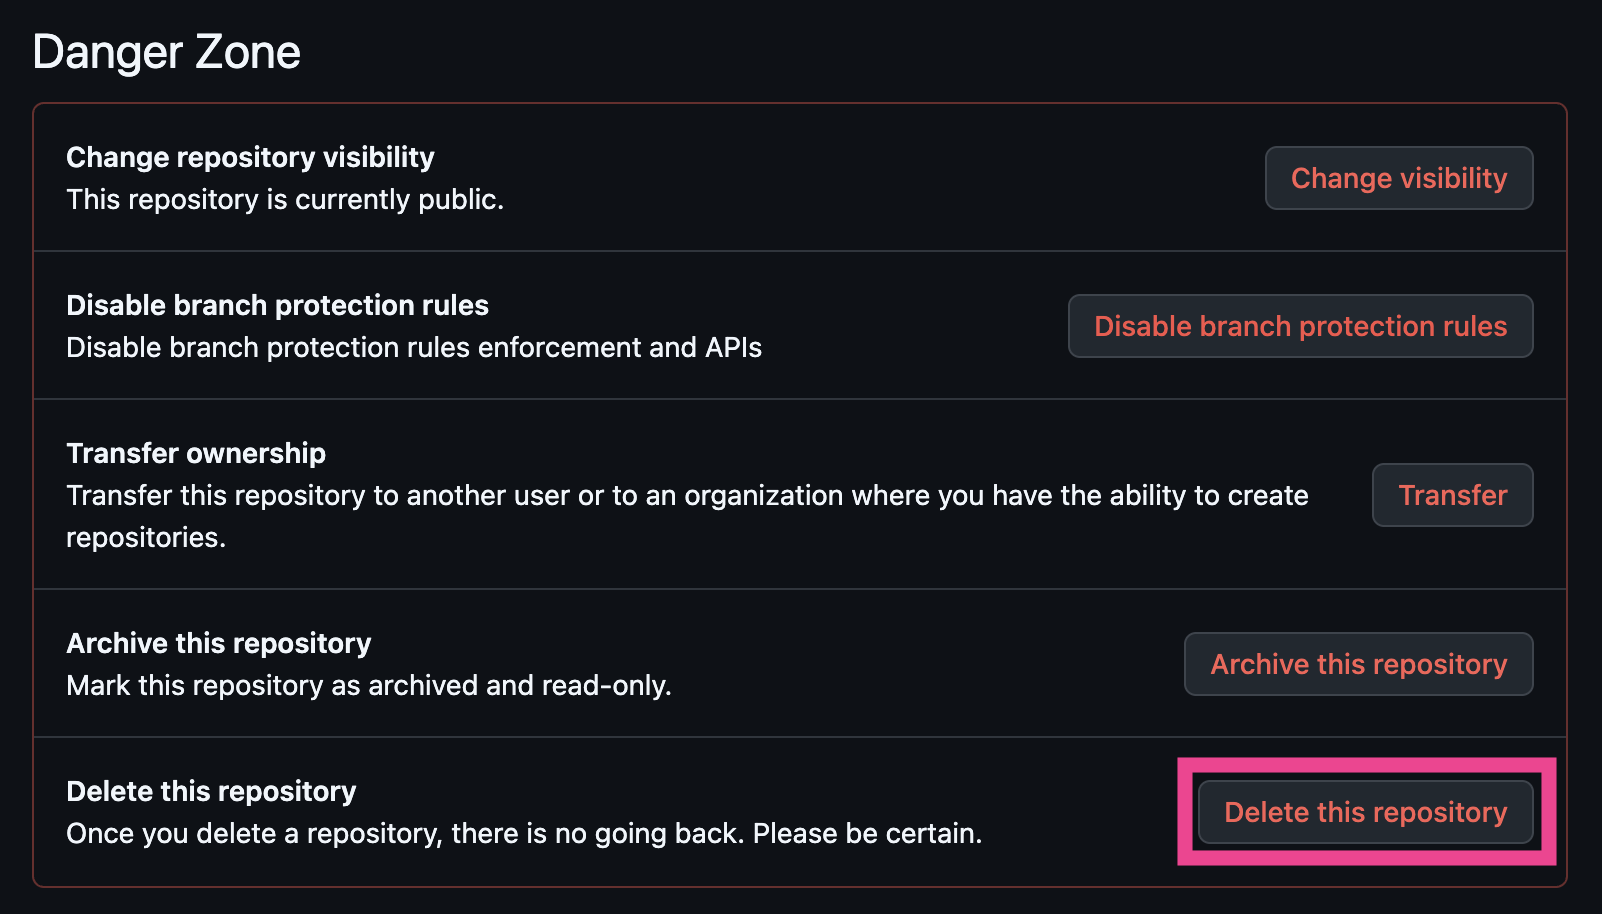 Danger Zone
Change repository visibility
This repository is currently public.
Change visibility
Disable branch protection rules
Disable branch protection rules enforcement and APIs
Disable branch protection rules
Transfer ownership
Transfer this repository to another user or to an organization where you have the ability to create
repositories.
Transfer
Archive this repository
Mark this repository as archived and read-only.
Archive this repository
Delete this repository
Once you delete a repository, there is no going back. Please be certain.
Delete this repository